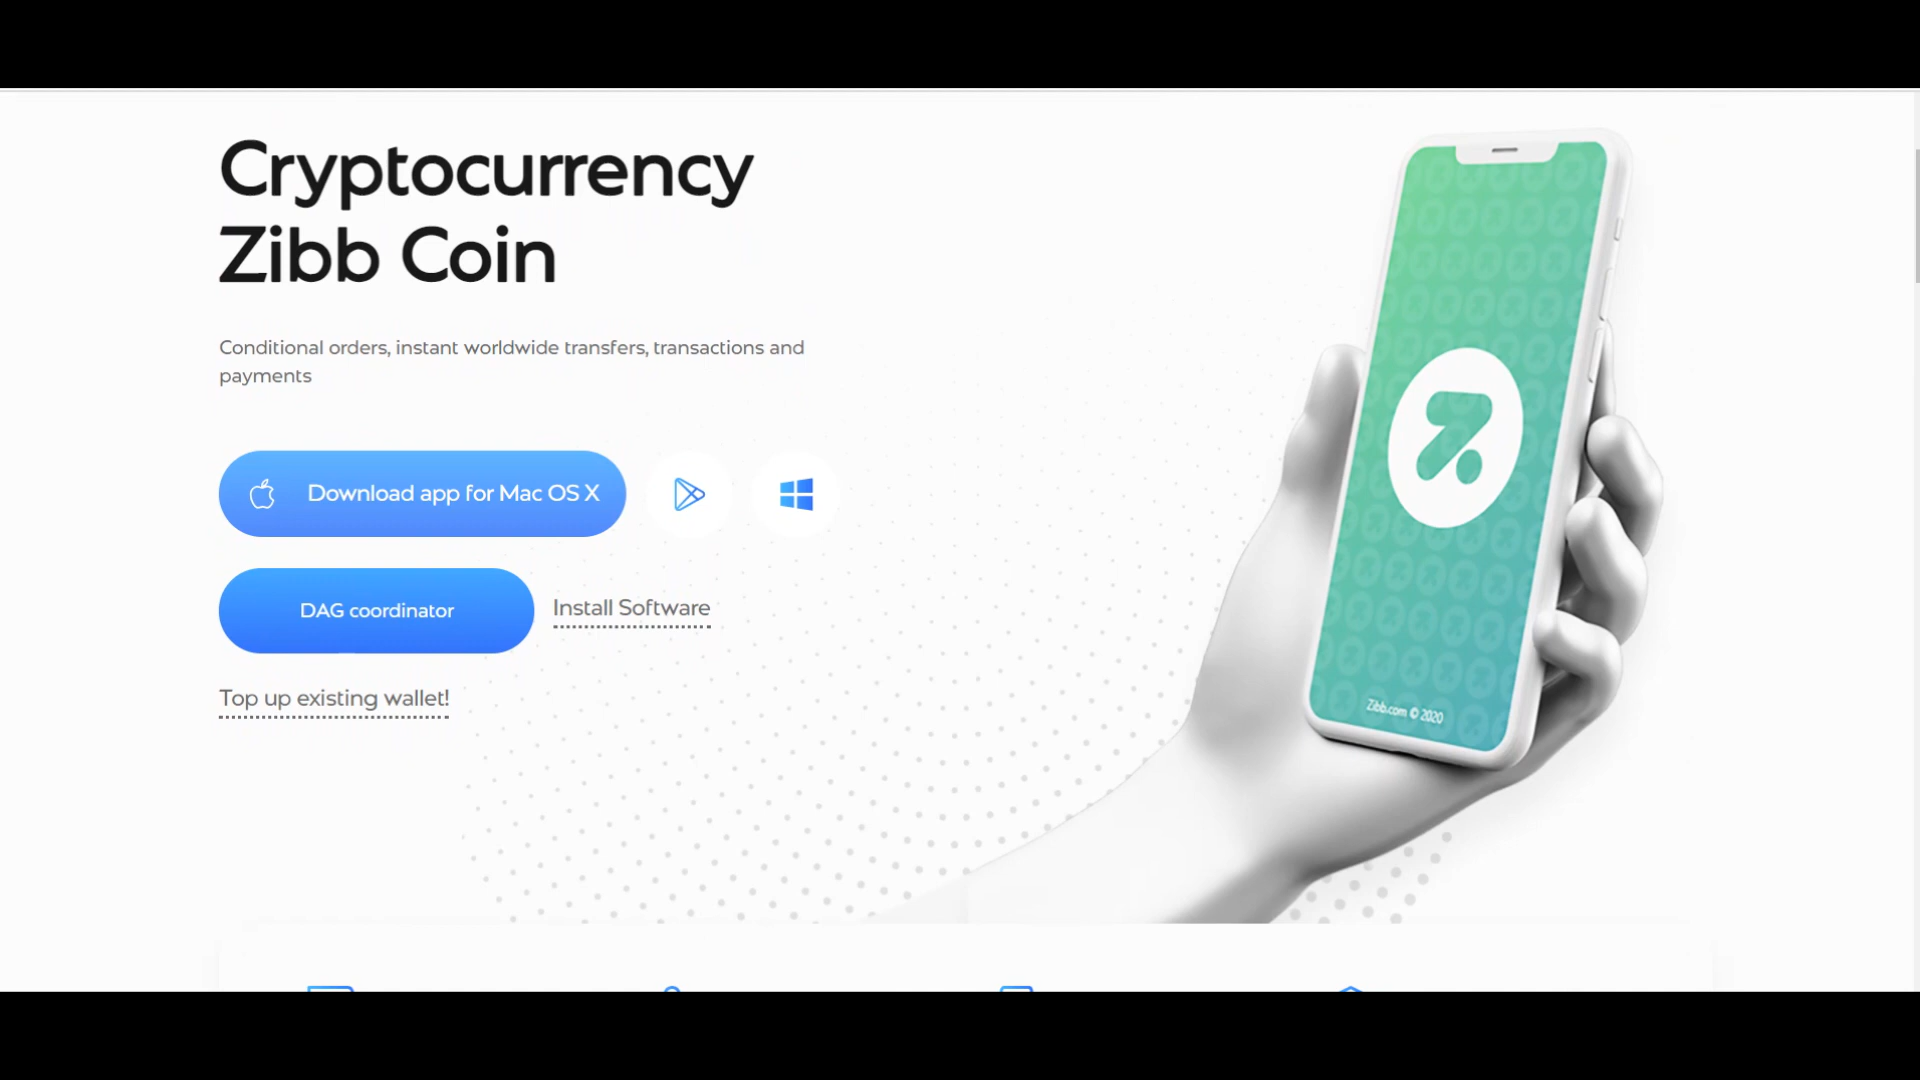 Cryptocurrency
Zibb Coin
Conditional orders, instant worldwide transfers, transactions and
payments
Download app for Mac OS X
DAG coordinator
Install Software
Top up existing wallet!
Zibb.com © 2020